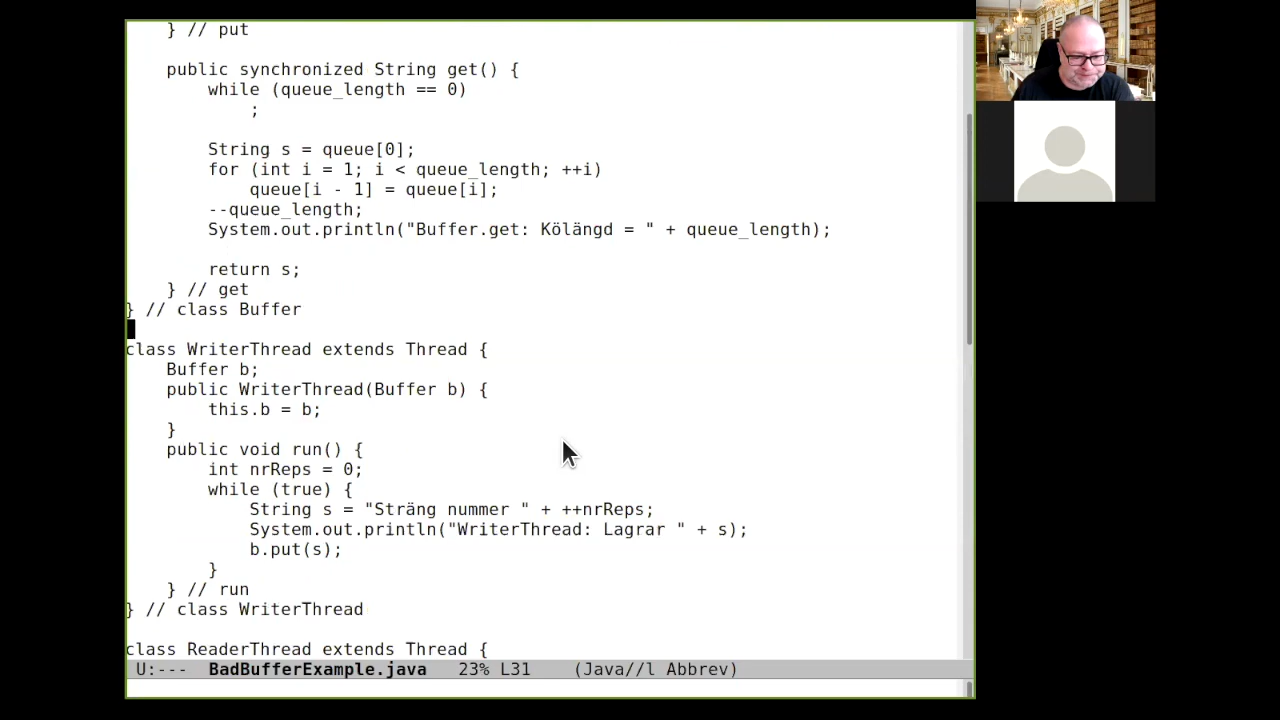 } // put

    public synchronized String get() {
        while (queue_length == 0)
            ;

        String s = queue[0];
        for (int i = 1; i < queue_length; ++i)
            queue[i - 1] = queue[i];
        --queue_length;
        System.out.println("Buffer.get: Kölängd = " + queue_length);

        return s;
    } // get
} // class Buffer

class WriterThread extends Thread {
    Buffer b;
    public WriterThread(Buffer b) {
        this.b = b;
    }
    public void run() {
        int nrReps = 0;
        while (true) {
            String s = "Sträng nummer " + ++nrReps;
            System.out.println("WriterThread: Lagrar " + s);
            b.put(s);
        }
    } // run
} // class WriterThread

class ReaderThread extends Thread {
U:--- BadBufferExample.java 23% L31 (Java//l Abbrev)